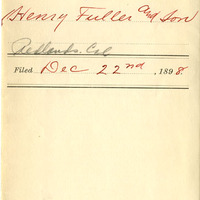 Henry Fuller and Son
Redlands. Cal
Filed Dec 22nd, 1898.